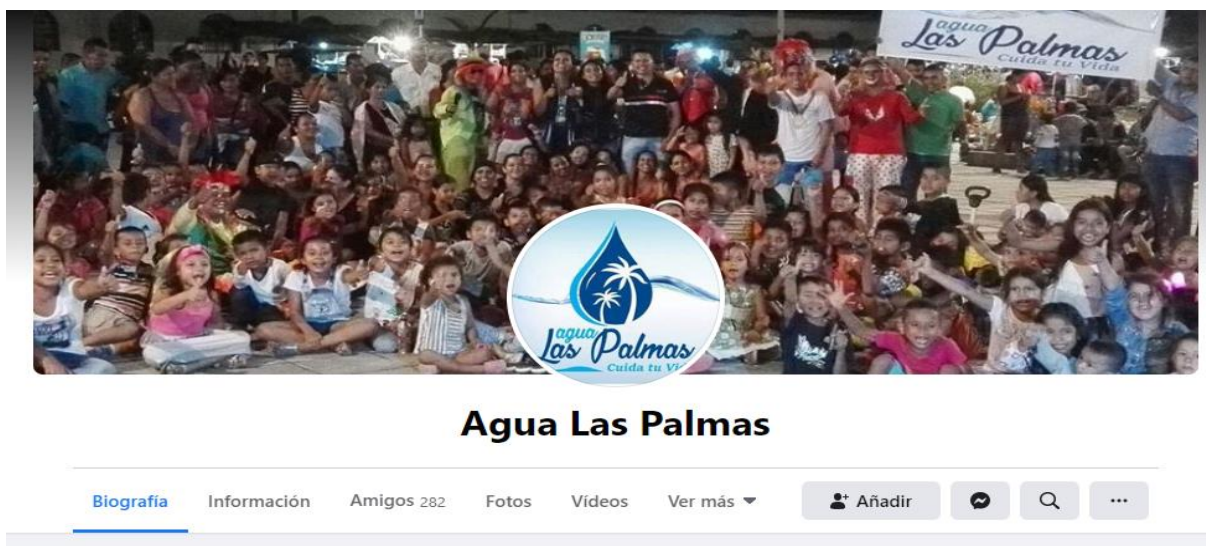 agua
Las Palmas
Cuida tu Vida
agua
Las Palmas
Cuida tu Vi
Agua Las Palmas
Biografía Información Amigos 282 Fotos Vídeos Ver más Añadir